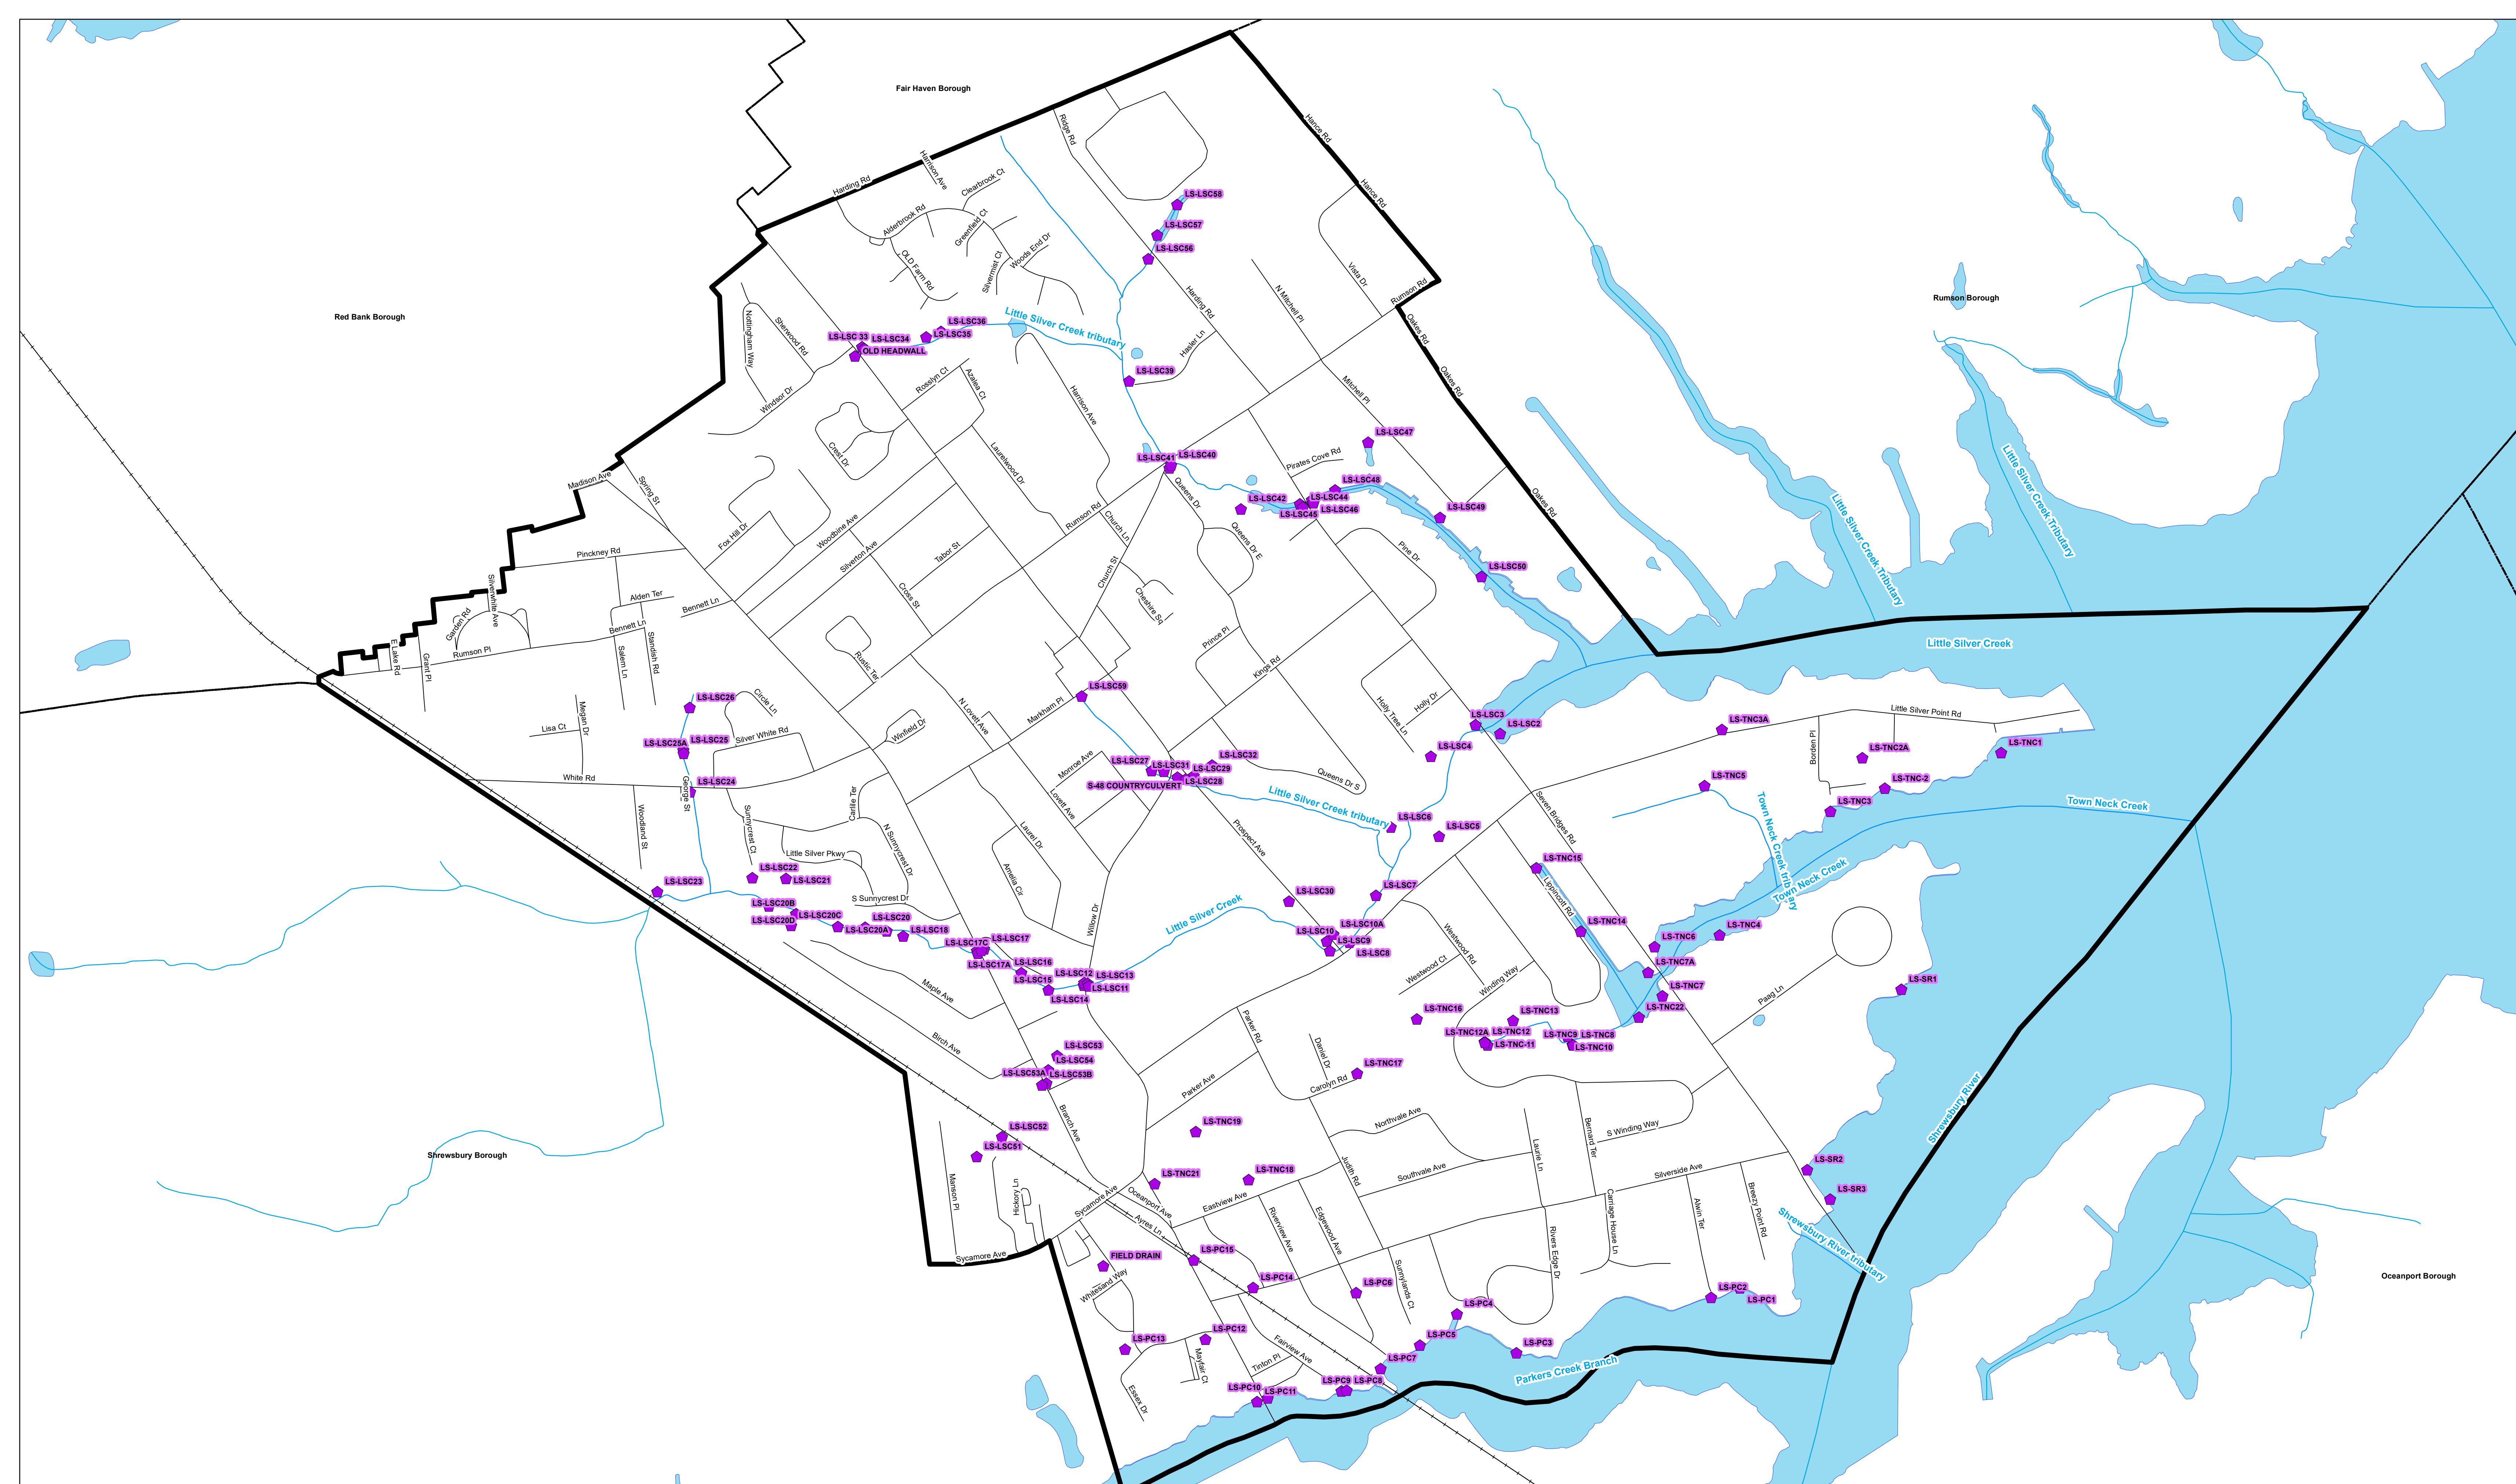 Fair Haven Borough
Hance Rd
Ridge Rd
Harrison Ave
Harding Rd
Clearbrook Ct
Hance Rd
LS-LSC58
Alderbrook Rd
Greenfield Ct
LS-LSC57
Woods End Dr
LS-LSC56
OLD Farm Rd
Silvermist Ct
Vista Dr
Rumson Rd
Rumson Borough
Harding Rd
N Mitchell Pl
Red Bank Borough
Little Silver Creek tributary
Nottingham Way
Sherwood Rd
LS-LSC36
LS-LSC 33
LS-LSC34
LS-LSC35
OLD HEADWALL
Oakes Rd
Hasler Ln
LS-LSC39
Rosslyn Ct
Azalea Ct
Oakes Rd
Windsor Dr
Harrison Ave
Mitchell Pl
LS-LSC47
Crest Dr
Laurelwood Dr
LS-LSC41
LS-LSC40
Pirates Cove Rd
Madison Ave
Spring St
LS-LSC48
Queens Dr
LS-LSC42
LS-LSC44
LS-LSC45
LS-LSC46
LS-LSC49
Oakes Rd
Little Silver Creek Tributary
Little Silver Creek Tributary
Rumson Rd
Church Ln
Fox Hill Dr
Woodbine Ave
Silverton Ave
Tabor St
Queens Dr E
Pine Dr
Pinckney Rd
LS-LSC50
Church St
Silverwhite Ave
Alden Ter
Bennett Ln
Cross St
Cheshire Sq
Garden Rd
Bennett Ln
Standish Rd
Prince Pl
E Lake Rd
Grant Pl
Rumson Pl
Salem Ln
Rustic Ter
Kings Rd
Little Silver Creek
LS-LSC59
LS-LSC26
Circle Ln
Markham Pl
N Lovett Ave
Holly Tree Ln
Holly Dr
LS-LSC3
LS-LSC2
Little Silver Point Rd
LS-TNC3A
Megan Dr
Lisa Ct
Silver White Rd
Winfield Dr
LS-LSC25A
LS-LSC25
LS-LSC4
Borden Pl
LS-TNC2A
LS-TNC1
Monroe Ave
LS-LSC27
LS-LSC31
LS-LSC32
LS-LSC29
LS-LSC28
S-48 COUNTRYCULVERT
Queens Dr S
White Rd
LS-LSC24
George St
LS-TNC5
LS-TNC-2
LS-TNC3
Town Neck Creek
Little Silver Creek tributary
Lovett Ave
Carlile Ter
Woodland St
Sunnycrest Ct
LS-LSC6
LS-LSC5
Seven Bridges Rd
Town Neck Creek tributary
Laurel Dr
N Sunnycrest Dr
Little Silver Pkwy
Prospect Ave
LS-TNC15
LS-LSC22
LS-LSC21
Amelia Cir
LS-LSC23
LS-LSC30
LS-LSC7
Town Neck Creek
Lippincott Rd
S Sunnycrest Dr
LS-LSC20B
LS-LSC20C
LS-LSC20
LS-LSC20D
LS-LSC20A
LS-LSC18
Willow Dr
Little Silver Creek
LS-LSC10A
LS-LSC10
LS-LSC9
LS-LSC8
LS-TNC14
LS-TNC4
LS-TNC6
LS-LSC17C
LS-LSC17
LS-LSC17A
LS-LSC16
LS-LSC15
LS-LSC12
LS-LSC13
LS-LSC11
LS-LSC14
Westwood Rd
Westwood Ct
Winding Way
LS-TNC7A
LS-TNC7
LS-SR1
Maple Ave
Paag Ln
LS-TNC22
LS-TNC16
LS-TNC13
LS-TNC12A
LS-TNC12
LS-TNC-11
LS-TNC9
LS-TNC8
LS-TNC10
Parker Rd
Birch Ave
LS-LSC53
LS-LSC54
LS-LSC53A
LS-LSC53B
Daniel Dr
Carolyn Rd
LS-TNC17
Parker Ave
Branch Ave
Northvale Ave
LS-TNC19
LS-LSC52
LS-LSC51
Shrewsbury Borough
Bernard Ter
S Winding Way
Shrewsbury River
Laurie Ln
Judith Rd
Southvale Ave
Silverside Ave
LS-SR2
LS-TNC21
LS-TNC18
Manson Pl
Hickory Ln
Sycamore Ave
Oceanport Ave
Ayres Ln
Eastview Ave
Riverview Ave
Edgewood Ave
Carriage House Ln
Alwin Ter
Breezy Point Rd
LS-SR3
Shrewsbury River tributary
Rivers Edge Dr
Sycamore Ave
FIELD DRAIN
LS-PC15
LS-PC14
LS-PC6
Sunnylands Ct
Oceanport Borough
Whitesand Way
LS-PC2
LS-PC1
LS-PC4
LS-PC13
LS-PC12
LS-PC5
LS-PC3
Fairview Ave
Mayfair Ct
Tinton Pl
LS-PC7
Parkers Creek Branch
Essex Dr
LS-PC10
LS-PC11
LS-PC9
LS-PC8